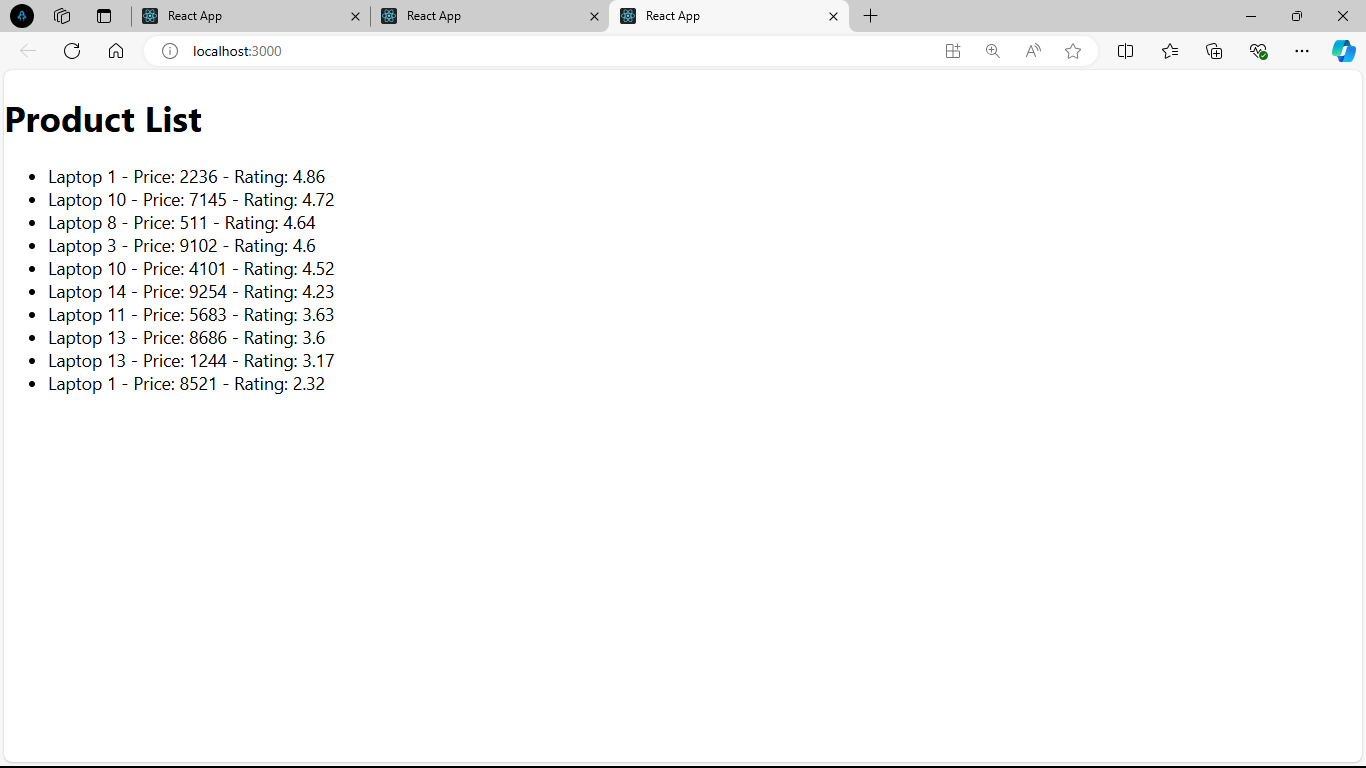 React App
React App
React App
localhost:3000
Product List
Laptop 1 - Price: 2236 - Rating: 4.86
Laptop 10 - Price: 7145 - Rating: 4.72
Laptop 8 - Price: 511 - Rating: 4.64
Laptop 3 - Price: 9102 - Rating: 4.6
Laptop 10 - Price: 4101 - Rating: 4.52
Laptop 14 - Price: 9254 - Rating: 4.23
Laptop 11 - Price: 5683 - Rating: 3.63
Laptop 13 - Price: 8686 - Rating: 3.6
Laptop 13 - Price: 1244 - Rating: 3.17
Laptop 1 - Price: 8521 - Rating: 2.32